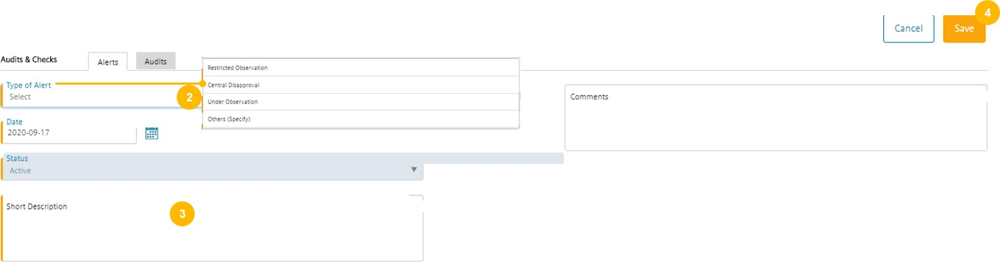 4
Cancel
Save
Audits & Checks
Alerts
Audits
Type of Alert
Select
2
Restricted Observation
Central Disapproval
Under Observation
Others (Specify)
Comments
Date
2020-09-17
Status
Active
Short Description
3